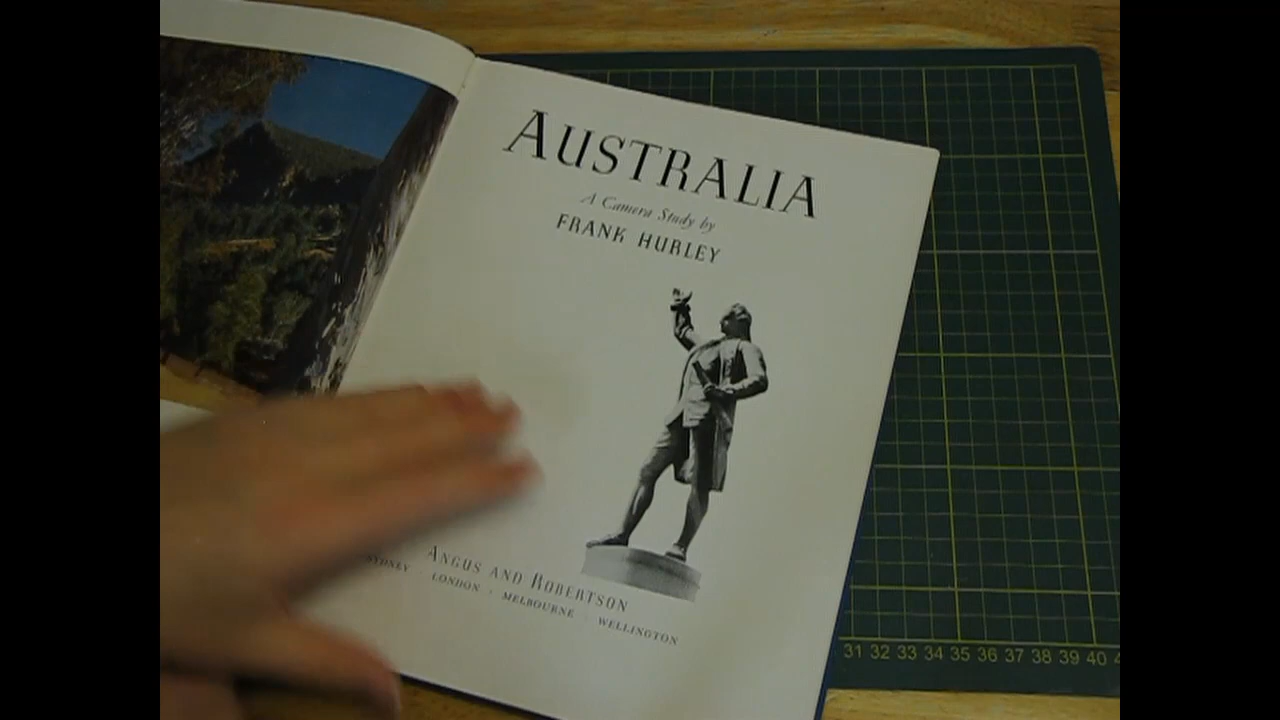 AUSTRALIA
A Camera Study by
FRANK HURLEY
ANGUS AND ROBERTSON
SYDNEY · LONDON · MELBOURNE · WELLINGTON
31 32 33 34 35 36 37 38 39 40